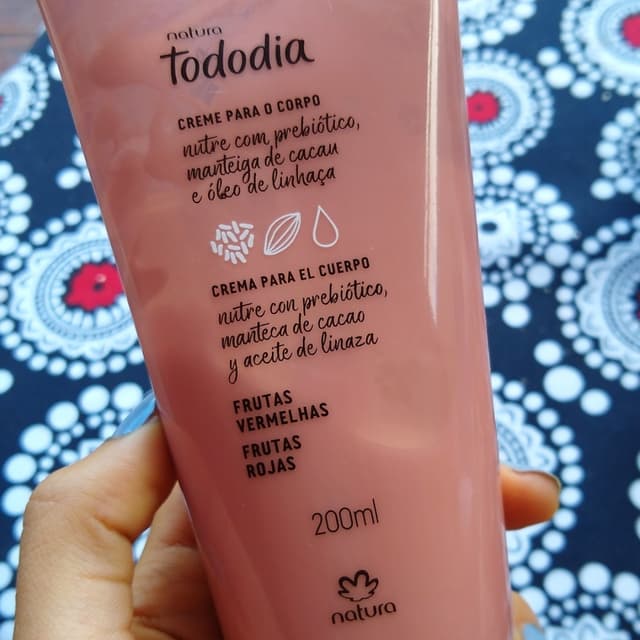 natura
tododia
CREME PARA O CORPO
nutre com prebiótico,
manteiga de cacau
e óleo de linhaça
CREMA PARA EL CUERPO
nutre con prebiótico,
manteca de cacao
y aceite de linaza
FRUTAS
VERMELHAS
FRUTAS
ROJAS
200ml
natura